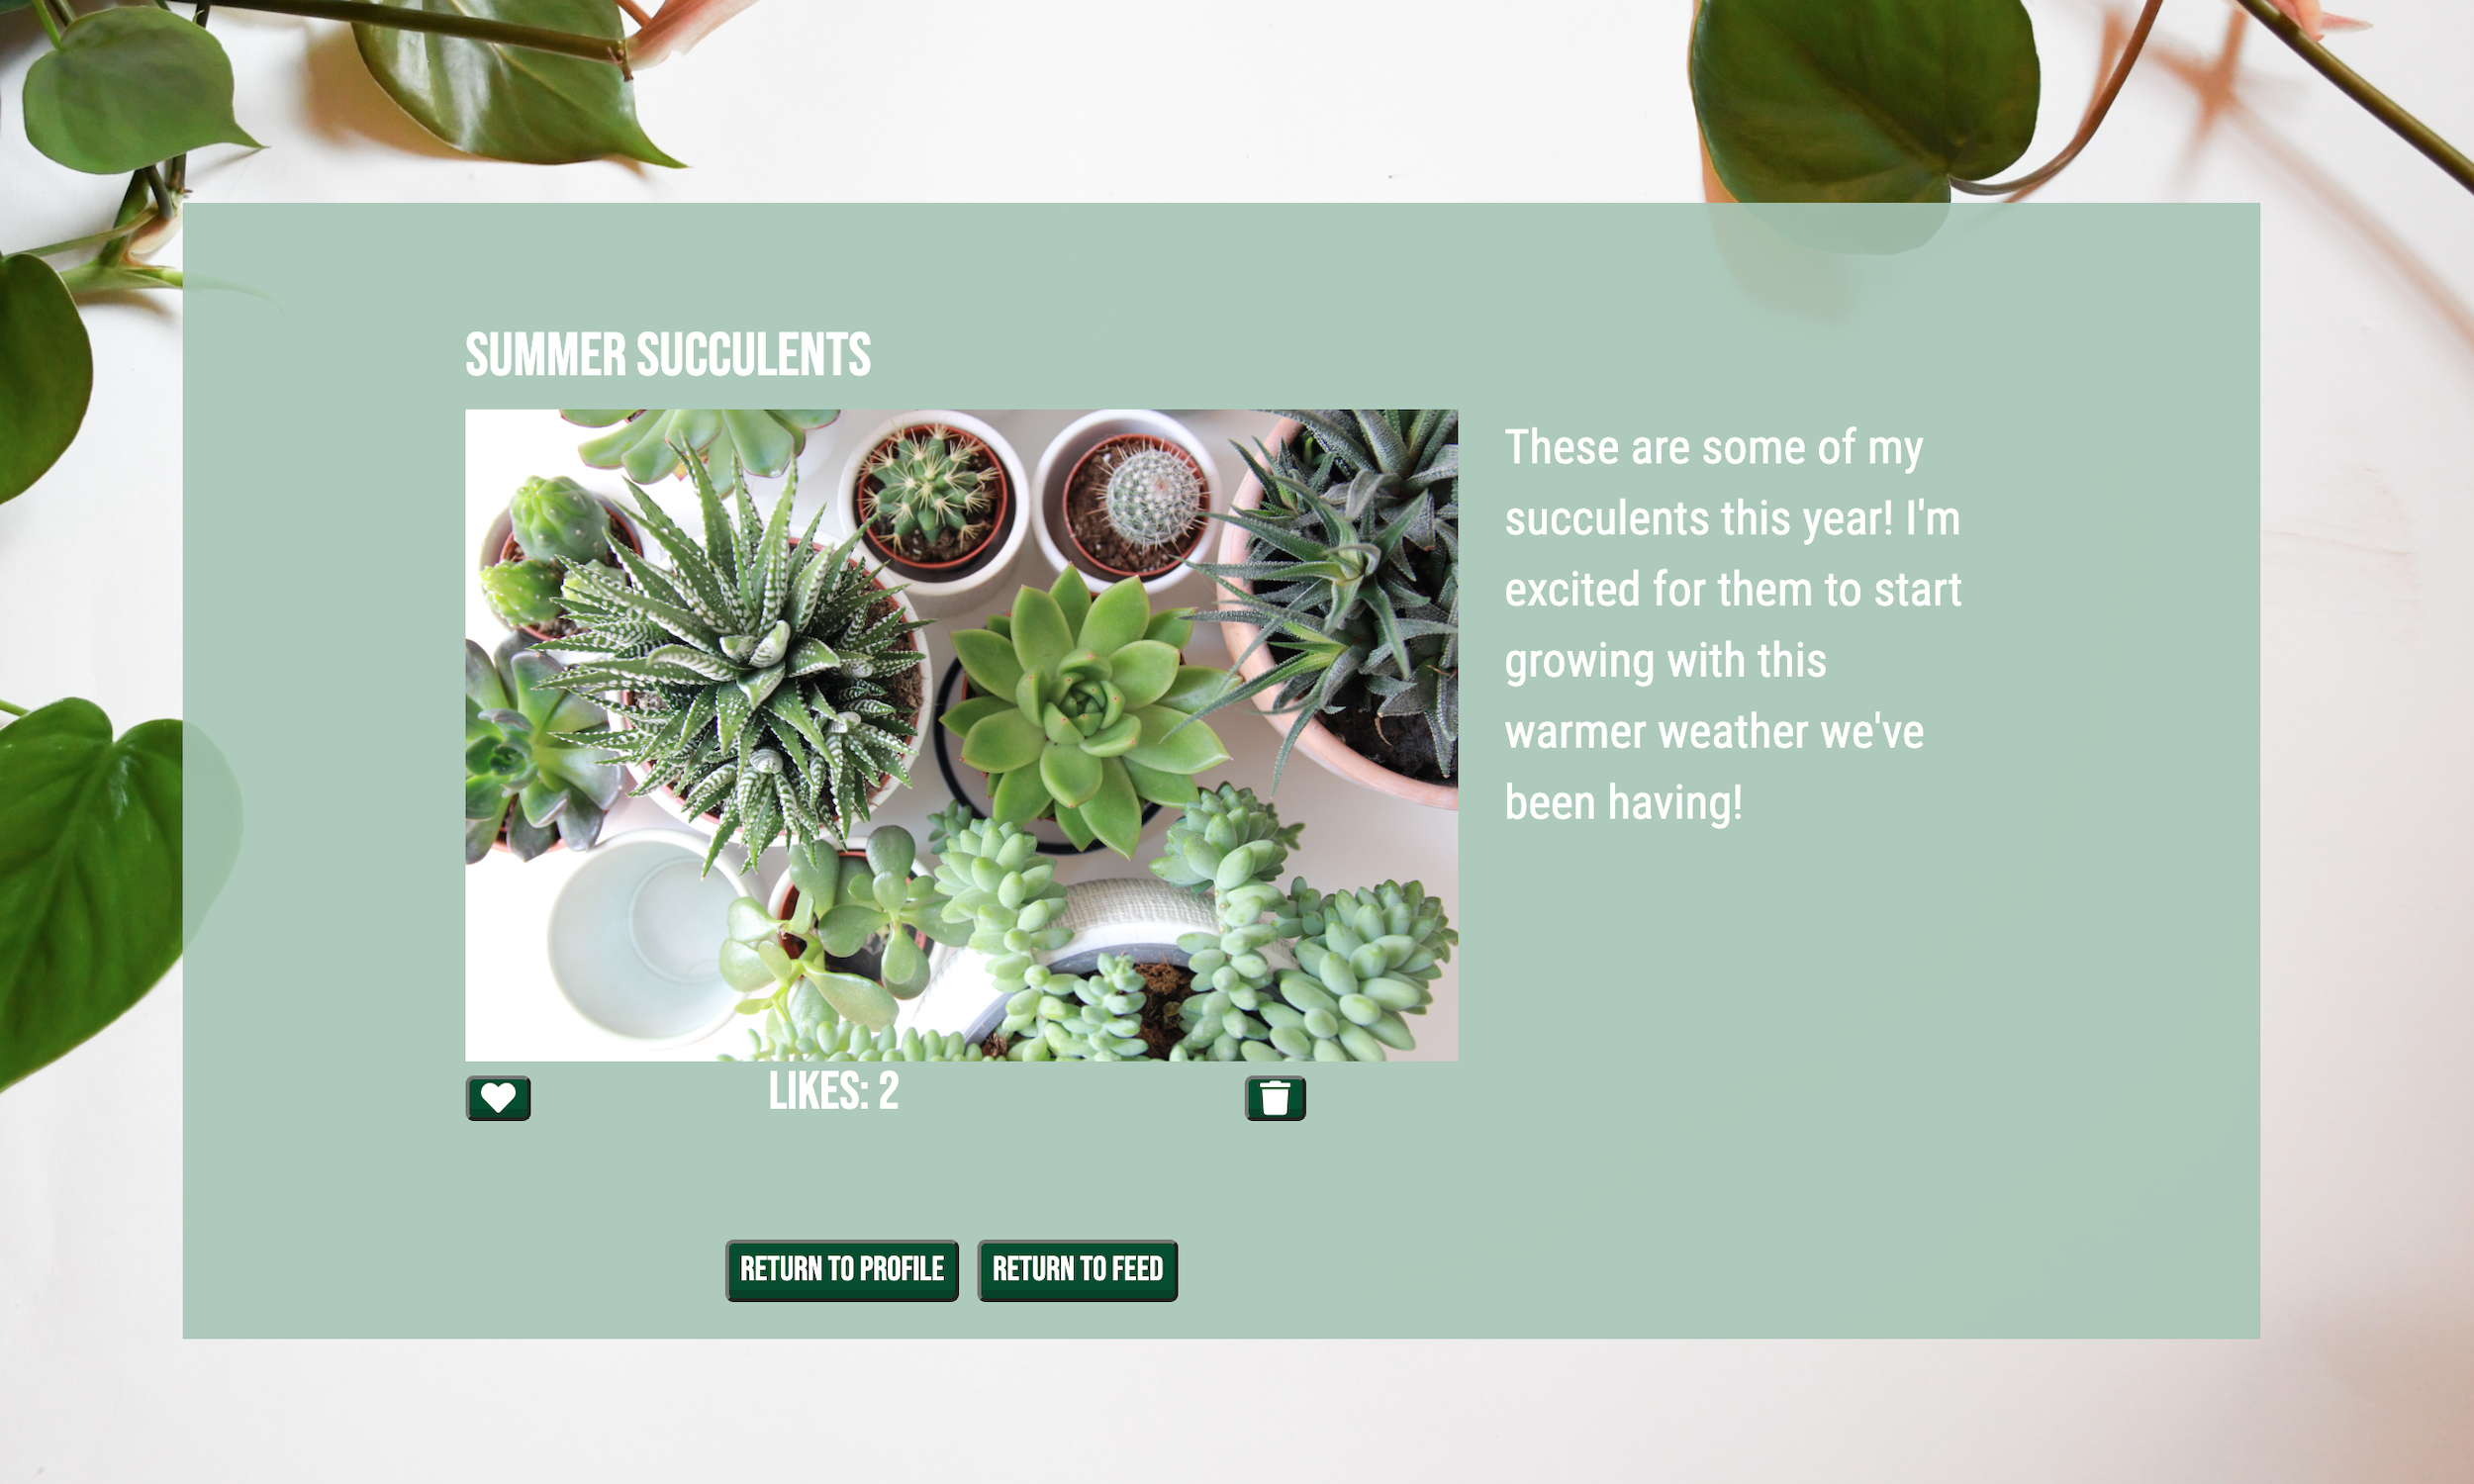 SUMMER SUCCULENTS
These are some of my
succulents this year! I'm
excited for them to start
growing with this
warmer weather we've
been having!
LIKES: 2
RETURN TO PROFILE
RETURN TO FEED